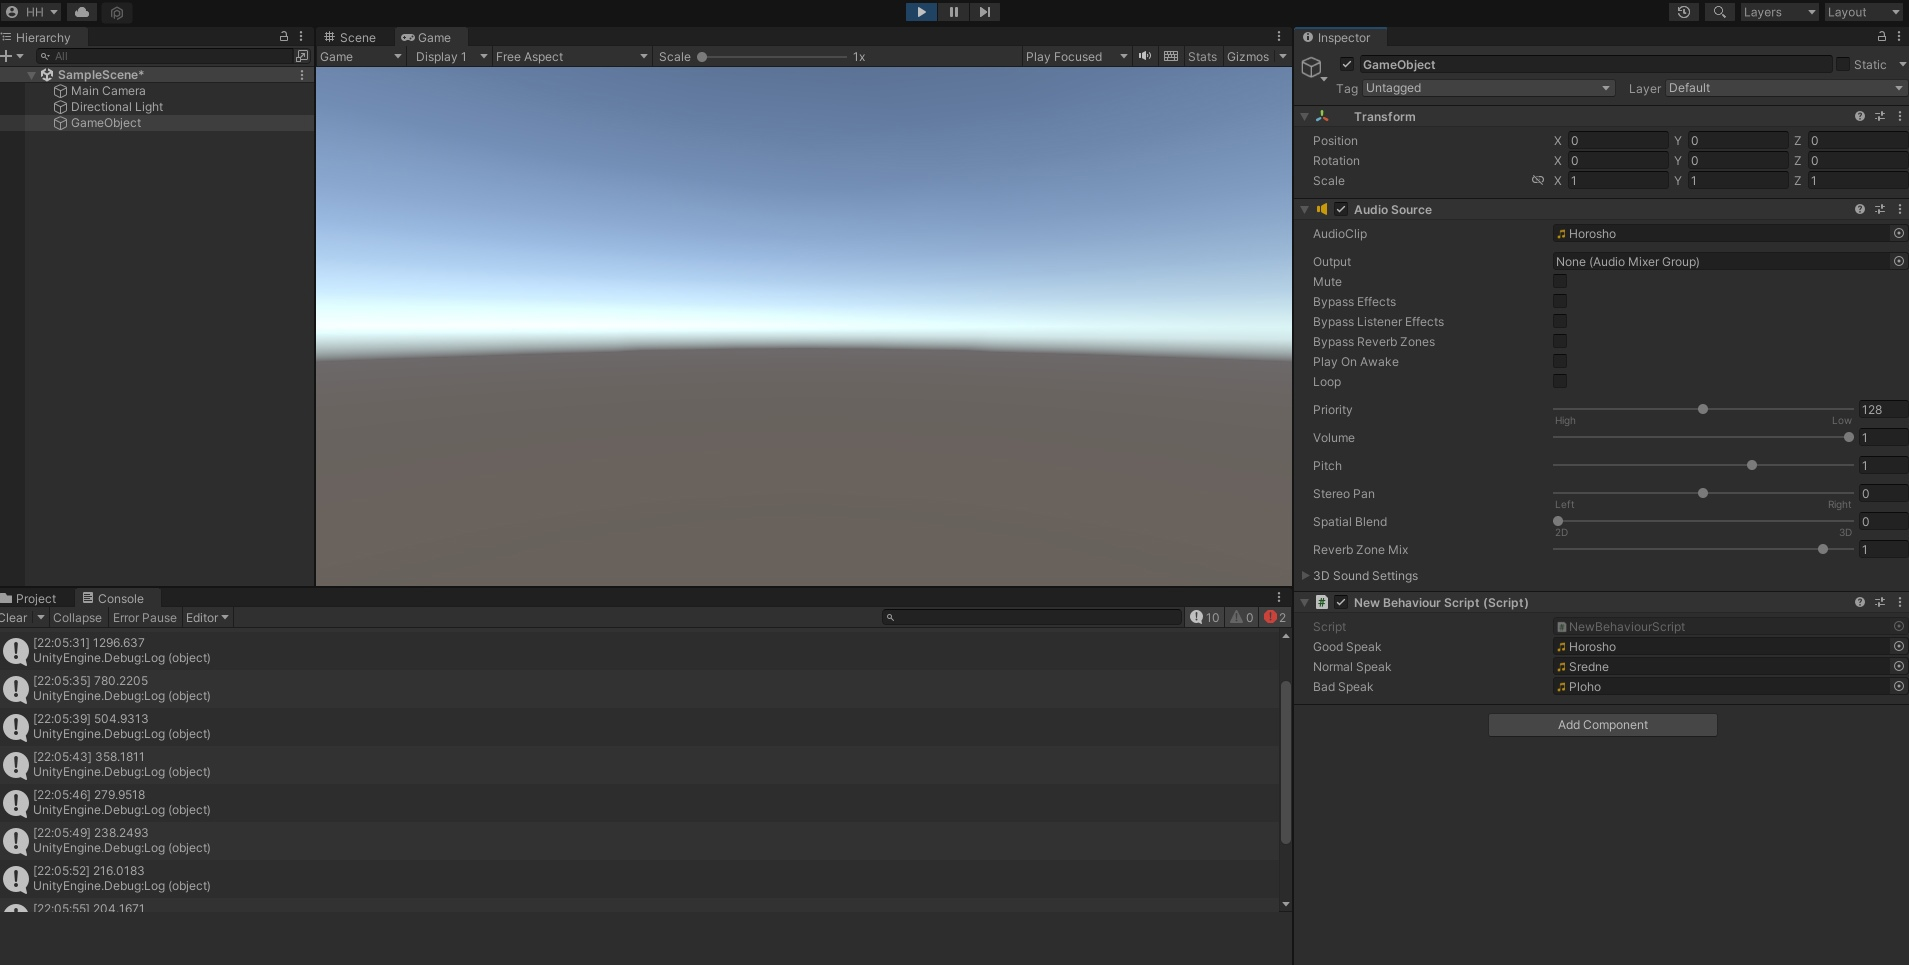 HH
Layers
Layout
Hierarchy
Scene
Game
Inspector
All
Game
Display 1
Free Aspect
Scale
1x
Play Focused
Stats
Gizmos
SampleScene*
Main Camera
Directional Light
GameObject
GameObject
Static
Tag
Untagged
Layer
Default
Transform
Position
X 0 Y 0 Z 0
Rotation
X 0 Y 0 Z 0
Scale
X 1 Y 1 Z 1
Audio Source
AudioClip
Horosho
Output
None (Audio Mixer Group)
Mute
Bypass Effects
Bypass Listener Effects
Bypass Reverb Zones
Play On Awake
Loop
Priority
128
High
Low
Volume
1
Pitch
1
Stereo Pan
0
Left
Right
Spatial Blend
0
2D
3D
Reverb Zone Mix
1
3D Sound Settings
New Behaviour Script (Script)
Script
NewBehaviourScript
Good Speak
Horosho
Normal Speak
Sredne
Bad Speak
Ploho
Add Component
Project
Console
Clear
Collapse
Error Pause
Editor
10
0
2
[22:05:31] 1296.637
UnityEngine.Debug:Log (object)
[22:05:35] 780.2205
UnityEngine.Debug:Log (object)
[22:05:39] 504.9313
UnityEngine.Debug:Log (object)
[22:05:43] 358.1811
UnityEngine.Debug:Log (object)
[22:05:46] 279.9518
UnityEngine.Debug:Log (object)
[22:05:49] 238.2493
UnityEngine.Debug:Log (object)
[22:05:52] 216.0183
UnityEngine.Debug:Log (object)
[22:05:55] 204.1671